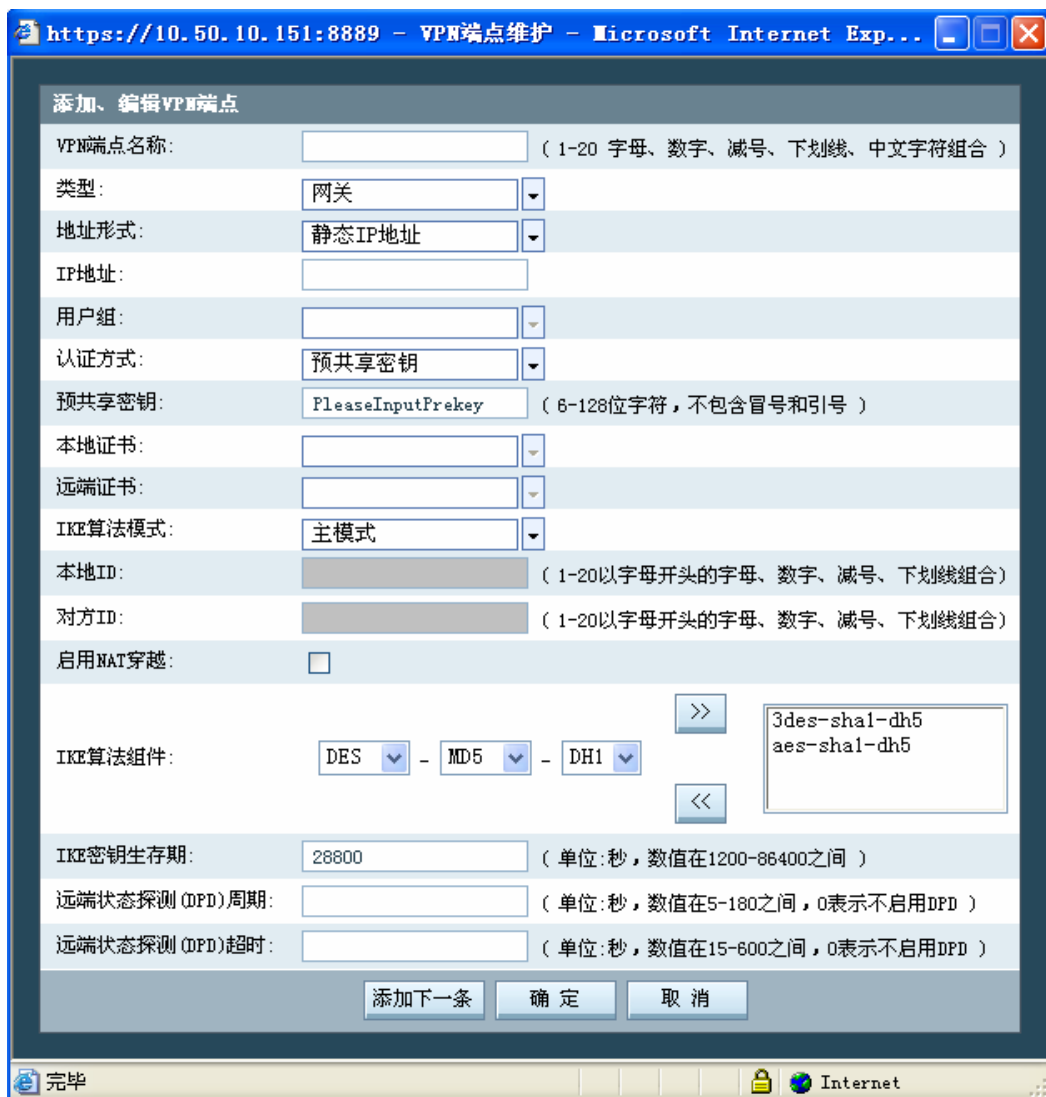 https://10.50.10.151:8889 - VPN端点维护 - Microsoft Internet Exp...
添加、编辑VPN端点
VPN端点名称: ( 1-20 字母、数字、减号、下划线、中文字符组合 )
类型: 网关
地址形式: 静态IP地址
IP地址:
用户组:
认证方式: 预共享密钥
预共享密钥: PleaseInputPrekey ( 6-128位字符，不包含冒号和引号 )
本地证书:
远端证书:
IKE算法模式: 主模式
本地ID: ( 1-20以字母开头的字母、数字、减号、下划线组合)
对方ID: ( 1-20以字母开头的字母、数字、减号、下划线组合)
启用NAT穿越:
>>
3des-sha1-dh5
aes-sha1-dh5
IKE算法组件: DES - MD5 - DH1
<<
IKE密钥生存期: 28800 ( 单位:秒，数值在1200-86400之间 )
远端状态探测(DPD)周期: ( 单位:秒，数值在5-180之间，0表示不启用DPD )
远端状态探测(DPD)超时: ( 单位:秒，数值在15-600之间，0表示不启用DPD )
添加下一条 确 定 取 消
完毕 Internet